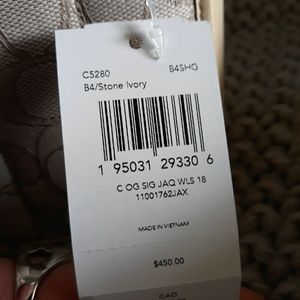 C5280 B4SHG
B4/Stone Ivory
1 95031 29330 6
C OG SIG JAQ WLS 18
11001762JAX
MADE IN VIETNAM
$450.00
CAD